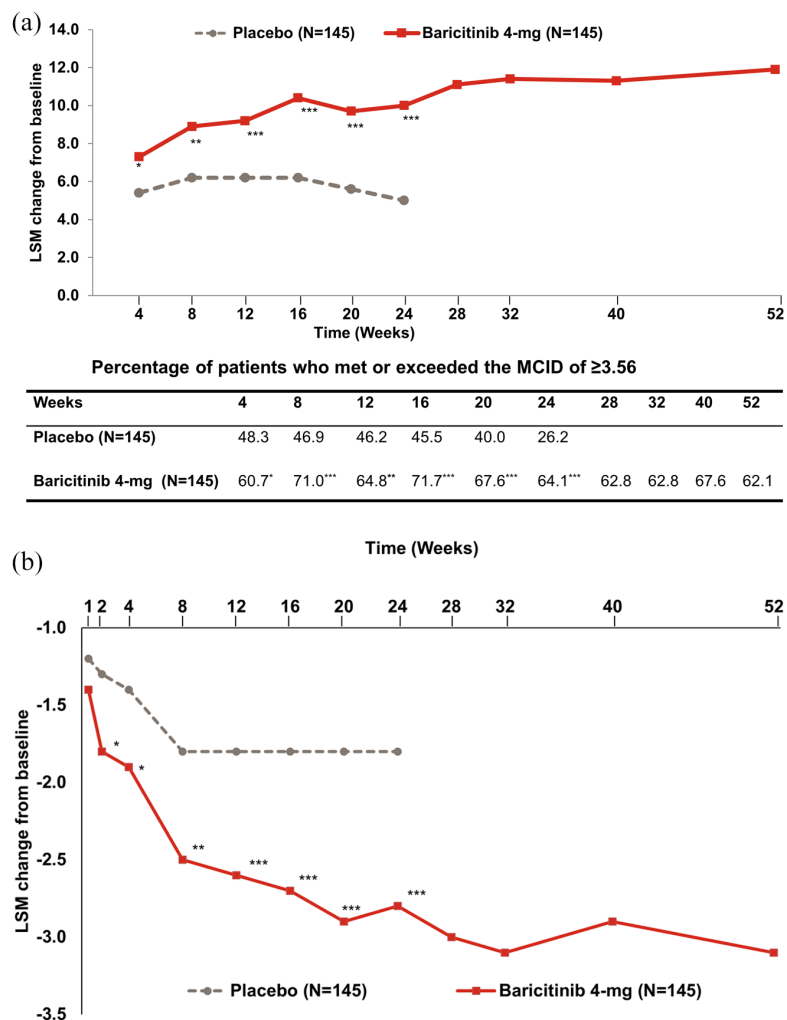 (a)
Placebo (N=145) Baricitinib 4-mg (N=145)
14.0
12.0
10.0
8.0
6.0
4.0
2.0
0.0
LSM change from baseline
* ** *** *** *** ***
4 8 12 16 20 24 28 32 40 52
Time (Weeks)
Percentage of patients who met or exceeded the MCID of ≥3.56
Weeks 4 8 12 16 20 24 28 32 40 52
Placebo (N=145) 48.3 46.9 46.2 45.5 40.0 26.2
Baricitinib 4-mg (N=145) 60.7* 71.0*** 64.8** 71.7*** 67.6*** 64.1*** 62.8 62.8 67.6 62.1
(b)
Time (Weeks)
1 2 4 8 12 16 20 24 28 32 40 52
-1.0
-1.5
-2.0
-2.5
-3.0
-3.5
LSM change from baseline
* * ** *** *** *** ***
Placebo (N=145) Baricitinib 4-mg (N=145)